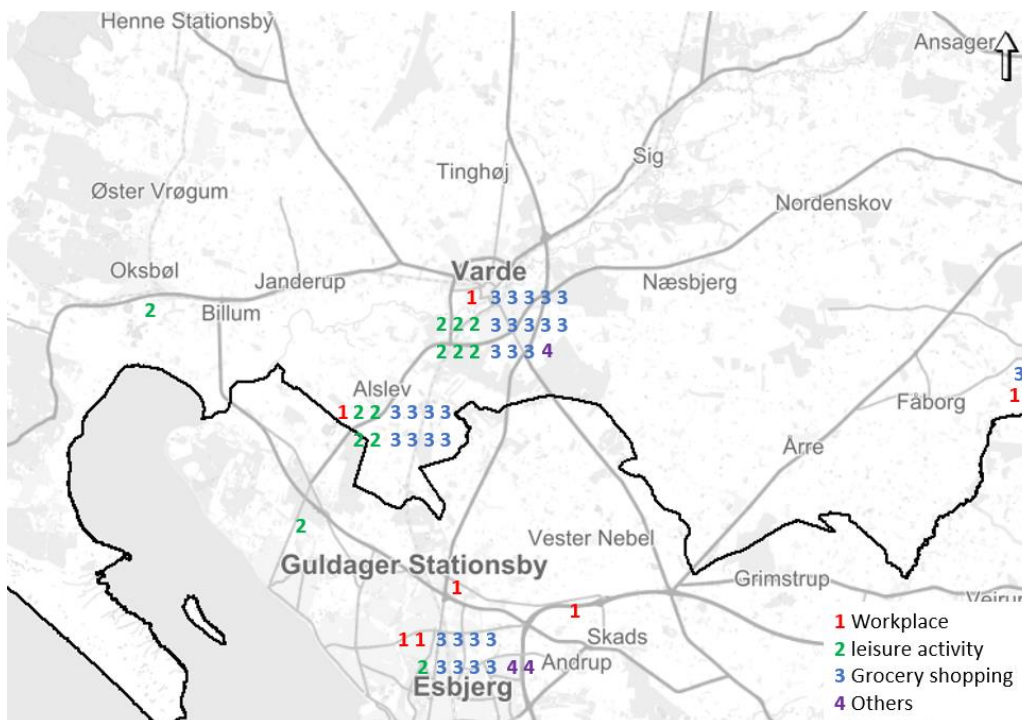 Henne Stationsby
Ansager
Tinghøj
Sig
Øster Vrøgum
Nordenskov
Oksbøl
Janderup
Varde
Næsbjerg
2
Billum
1 3 3 3 3 3
2 2 2 3 3 3 3 3
2 2 2 3 3 3 4
Alslev
3
1
Fåborg
1 2 2 3 3 3 3
2 2 3 3 3 3
Årre
2
Vester Nebel
Guldager Stationsby
Grimstrup
1
1
Skads
1 1 3 3 3 3
2 3 3 3 3 4 4
Andrup
Esbjerg
1 Workplace
2 leisure activity
3 Grocery shopping
4 Others